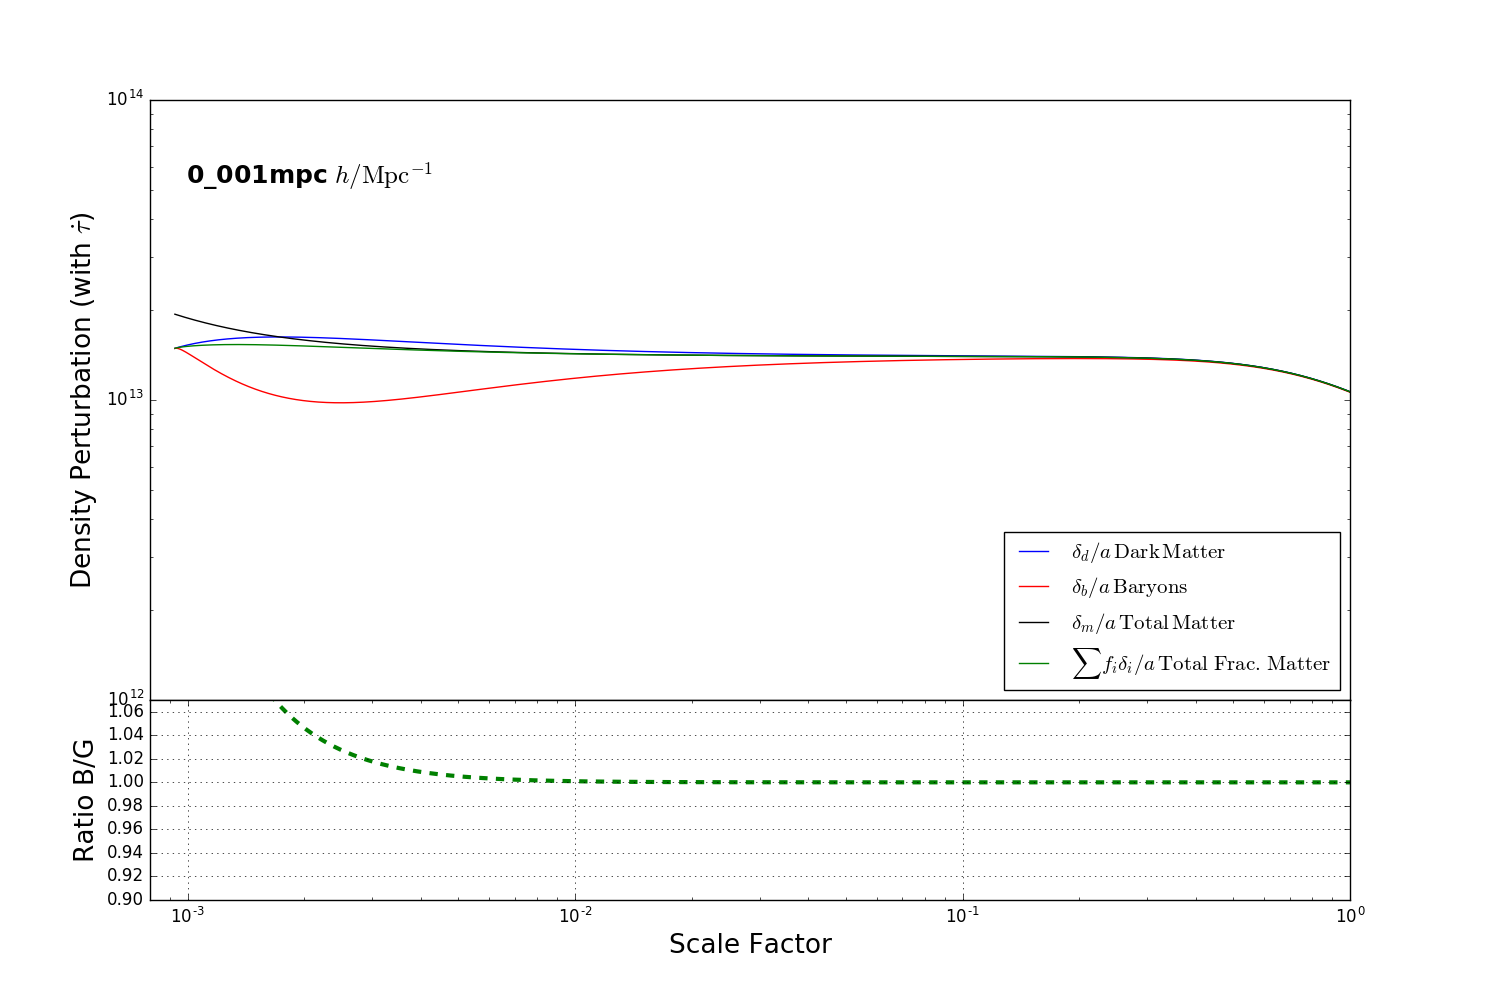 10^14
0_001mpc h/Mpc^−1
Density Perturbation (with τ̇)
10^13
δ_d/a Dark Matter
δ_b/a Baryons
δ_m/a Total Matter
∑ f_iδ_i/a Total Frac. Matter
10^12
1.06
1.04
1.02
1.00
0.98
0.96
0.94
0.92
0.90
Ratio B/G
10^-3 10^-2 10^-1 10^0
Scale Factor